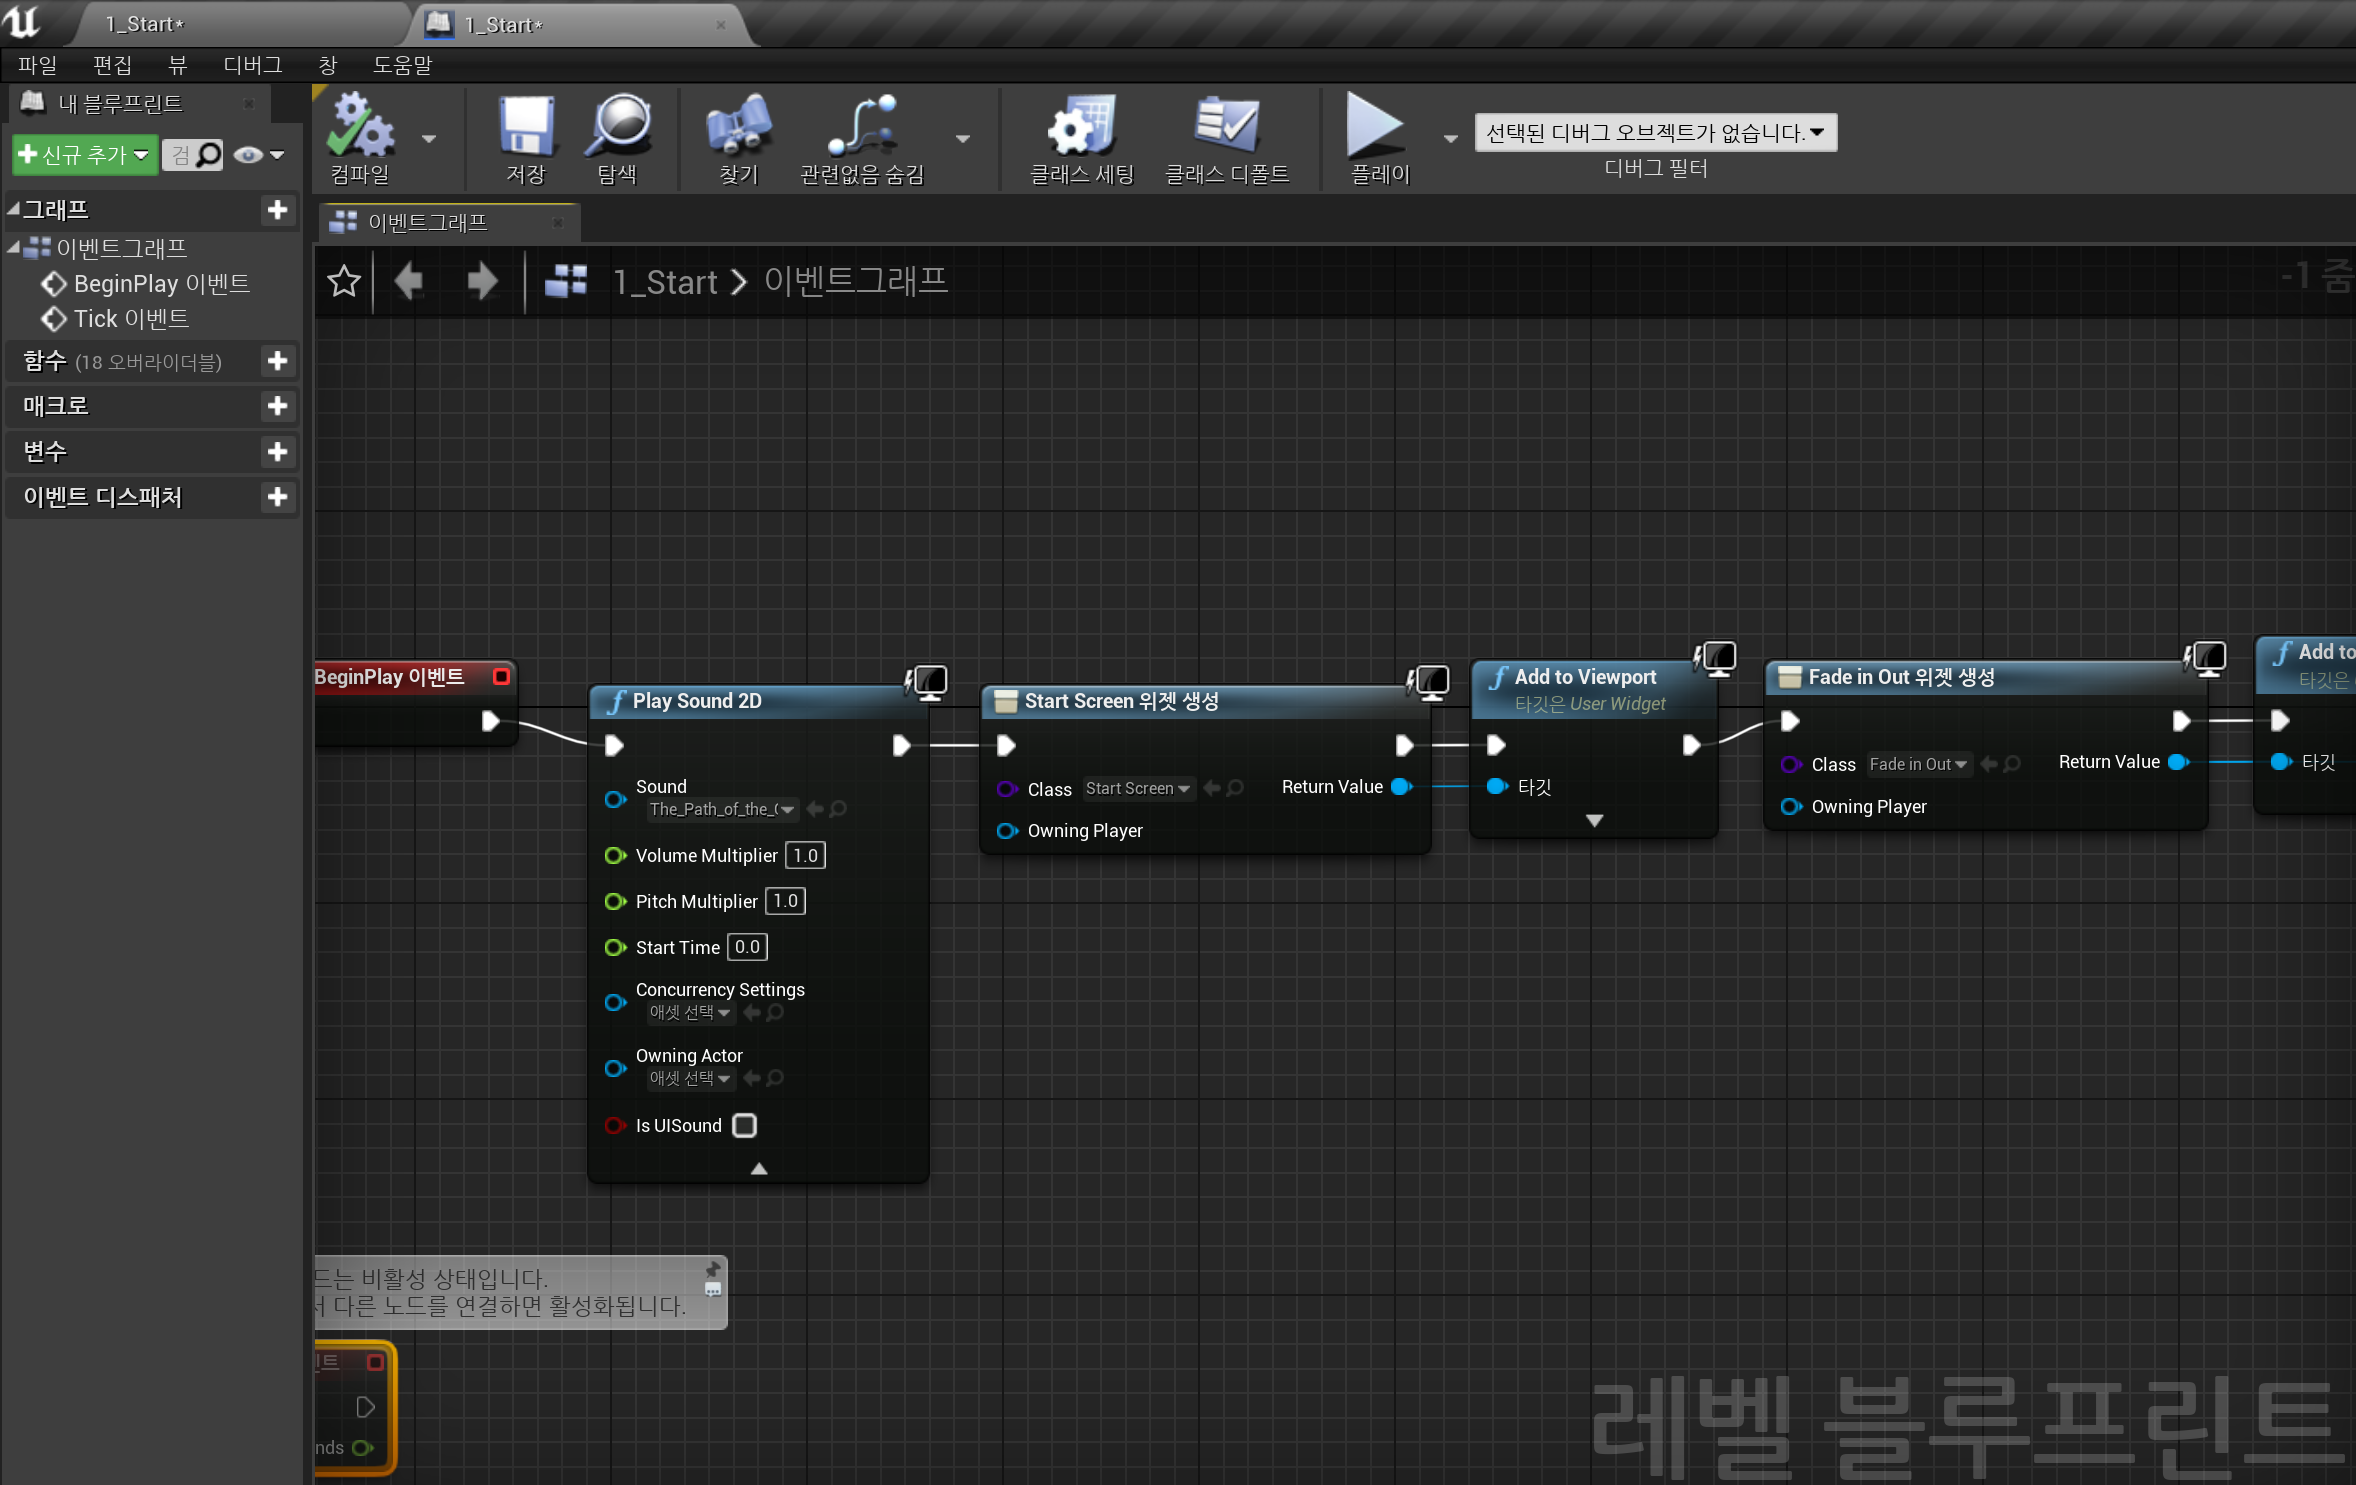 1_Start*
1_Start*
파일 편집 뷰 디버그 창 도움말
내 블루프린트
신규 추가
검
컴파일
저장
탐색
찾기
관련없음 숨김
클래스 세팅
클래스 디폴트
플레이
선택된 디버그 오브젝트가 없습니다.
디버그 필터
그래프
이벤트그래프
BeginPlay 이벤트
Tick 이벤트
함수 (18 오버라이더블)
매크로
변수
이벤트 디스패처
이벤트그래프
1_Start > 이벤트그래프
-1 줌
BeginPlay 이벤트
Play Sound 2D
Sound
The_Path_of_the_
Volume Multiplier 1.0
Pitch Multiplier 1.0
Start Time 0.0
Concurrency Settings
애셋 선택
Owning Actor
애셋 선택
Is UISound
Start Screen 위젯 생성
Class Start Screen
Return Value
Owning Player
Add to Viewport
타깃은 User Widget
타깃
Fade in Out 위젯 생성
Class Fade in Out
Return Value
Owning Player
Add to
타깃은
타깃
드는 비활성 상태입니다.
서 다른 노드를 연결하면 활성화됩니다.
벤트
nds
레벨 블루프린트